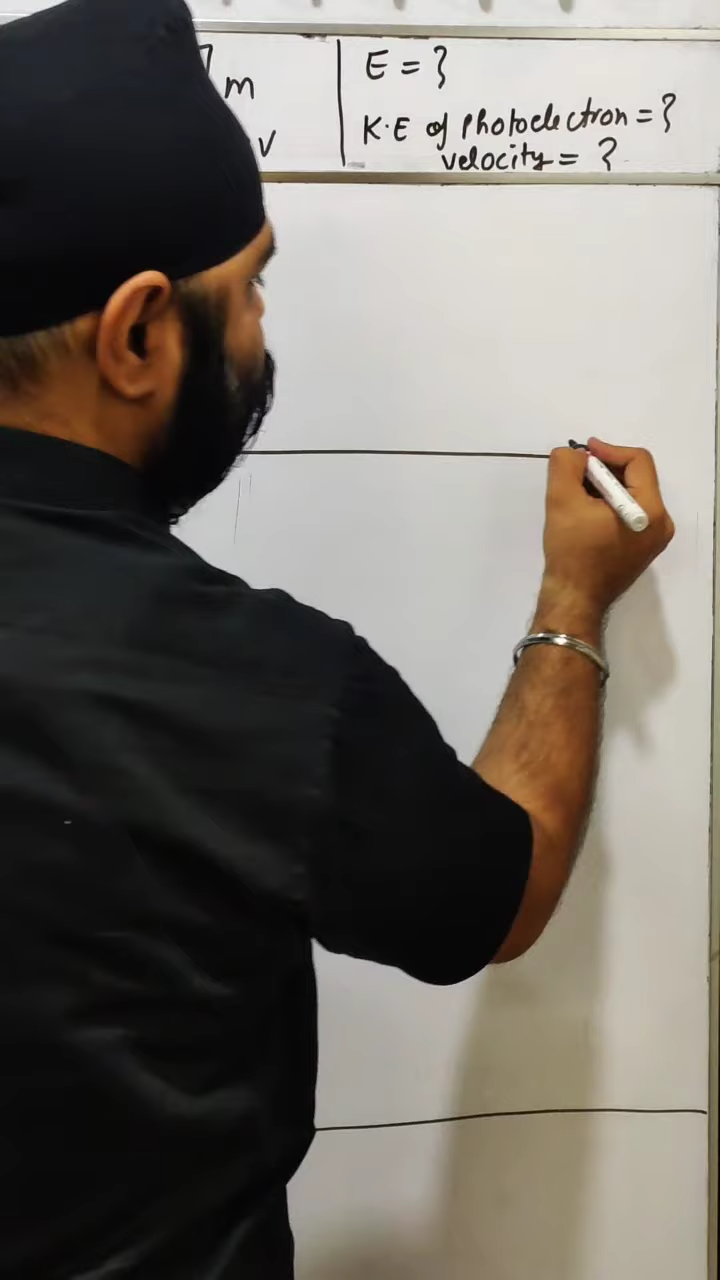 m
V
E = ?
K.E of photoelectron = ?
velocity = ?